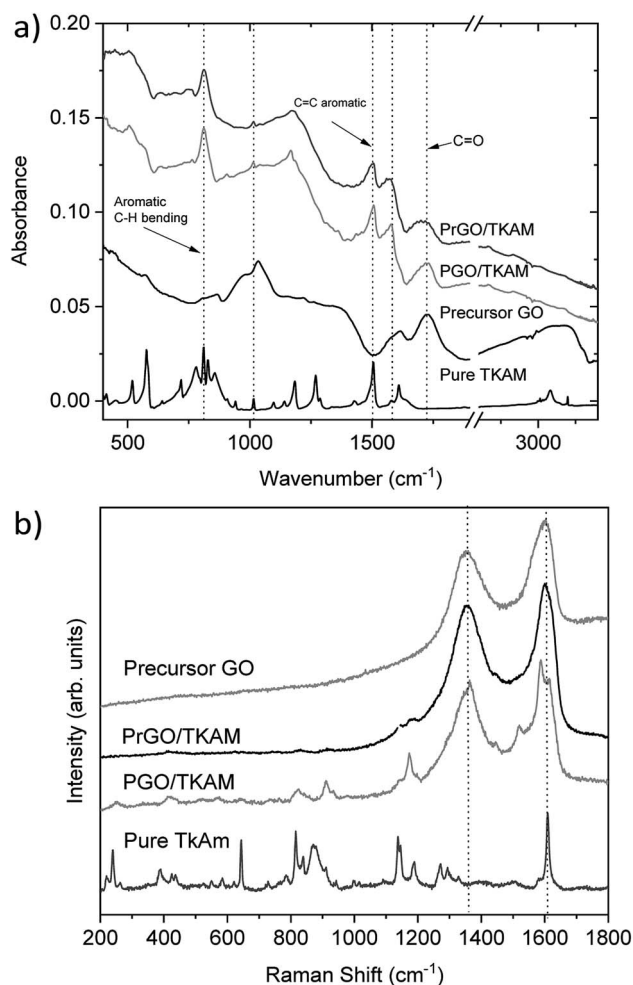 a)
0.20
0.15
0.10
0.05
0.00
Absorbance
C=C aromatic
C=O
Aromatic
C-H bending
PrGO/TKAM
PGO/TKAM
Precursor GO
Pure TKAM
500 1000 1500 3000
Wavenumber (cm⁻¹)
b)
Intensity (arb. units)
Precursor GO
PrGO/TKAM
PGO/TKAM
Pure TkAm
200 400 600 800 1000 1200 1400 1600 1800
Raman Shift (cm⁻¹)